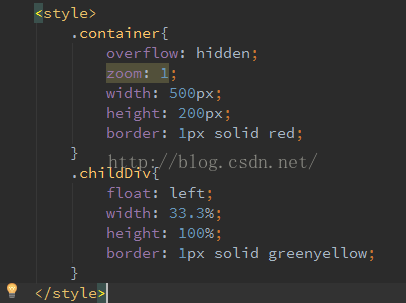 <style>
.container{
overflow: hidden;
zoom: 1;
width: 500px;
height: 200px;
border: 1px solid red;
}
http://blog.csdn.net/
.childDiv{
float: left;
width: 33.3%;
height: 100%;
border: 1px solid greenyellow;
}
</style>